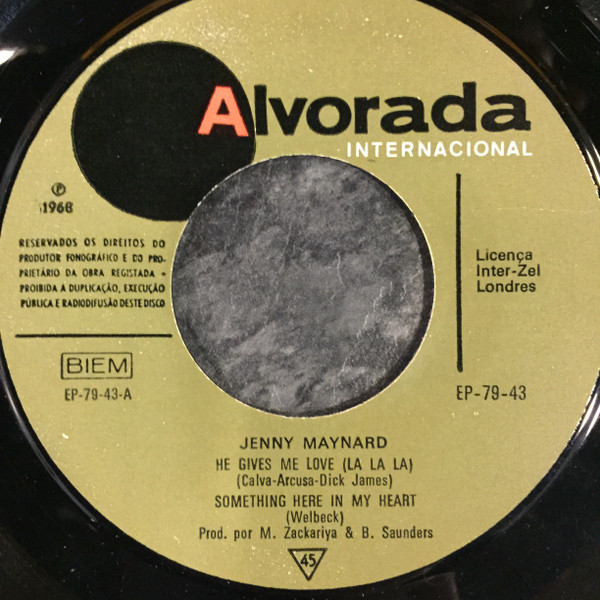 Alvorada
INTERNACIONAL
℗
1968
RESERVADOS OS DIREITOS DO
PRODUTOR FONOGRÁFICO E DO PRO-
PRIETÁRIO DA OBRA REGISTADA -
PROIBIDA A DUPLICAÇÃO, EXECUÇÃO
PÚBLICA E RADIODIFUSÃO DESTE DISCO
Licença
Inter-Zel
Londres
BIEM
EP-79-43-A
EP-79-43
JENNY MAYNARD
HE GIVES ME LOVE (LA LA LA)
(Calva-Arcusa-Dick James)
SOMETHING HERE IN MY HEART
(Welbeck)
Prod. por M. Zackariya & B. Saunders
45